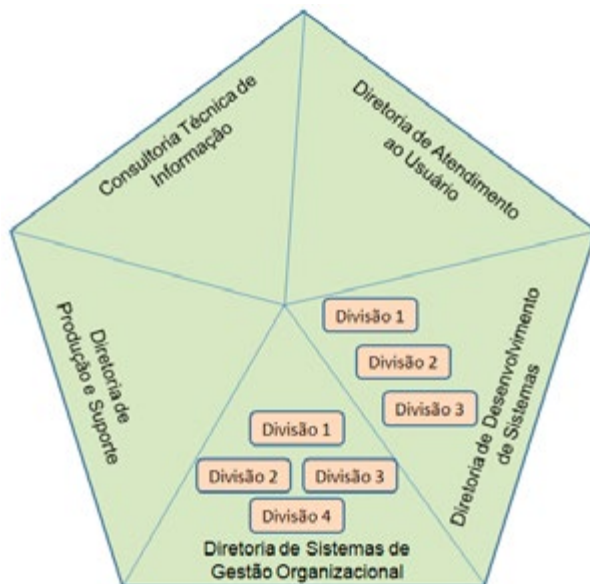 Consultoria Técnica de
Informação
Diretoria de Atendimento
ao Usuário
Diretoria de
Produção e Suporte
Divisão 1
Divisão 2
Divisão 3
Diretoria de Desenvolvimento
de Sistemas
Divisão 1
Divisão 2
Divisão 3
Divisão 4
Diretoria de Sistemas de
Gestão Organizacional